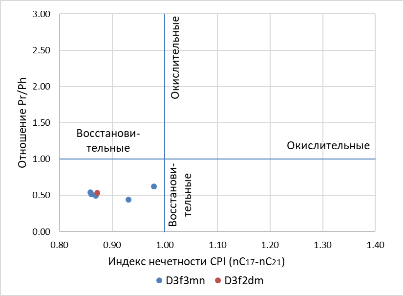 3.00
2.50
2.00
1.50
1.00
0.50
0.00
Отношение Pr/Ph
Окислительные
Восстанови-
тельные
Окислительные
Восстанови-
тельные
0.80 0.90 1.00 1.10 1.20 1.30 1.40
Индекс нечетности CPI (nC17-nC21)
D3f3mn D3f2dm